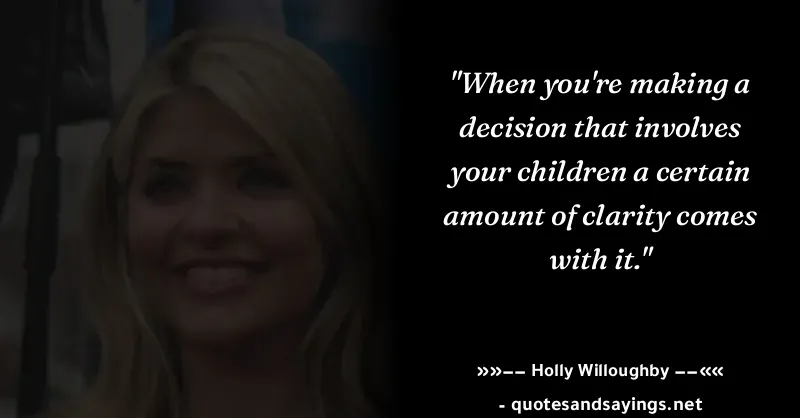 "When you're making a
decision that involves
your children a certain
amount of clarity comes
with it."
»»−− Holly Willoughby −−««
- quotesandsayings.net